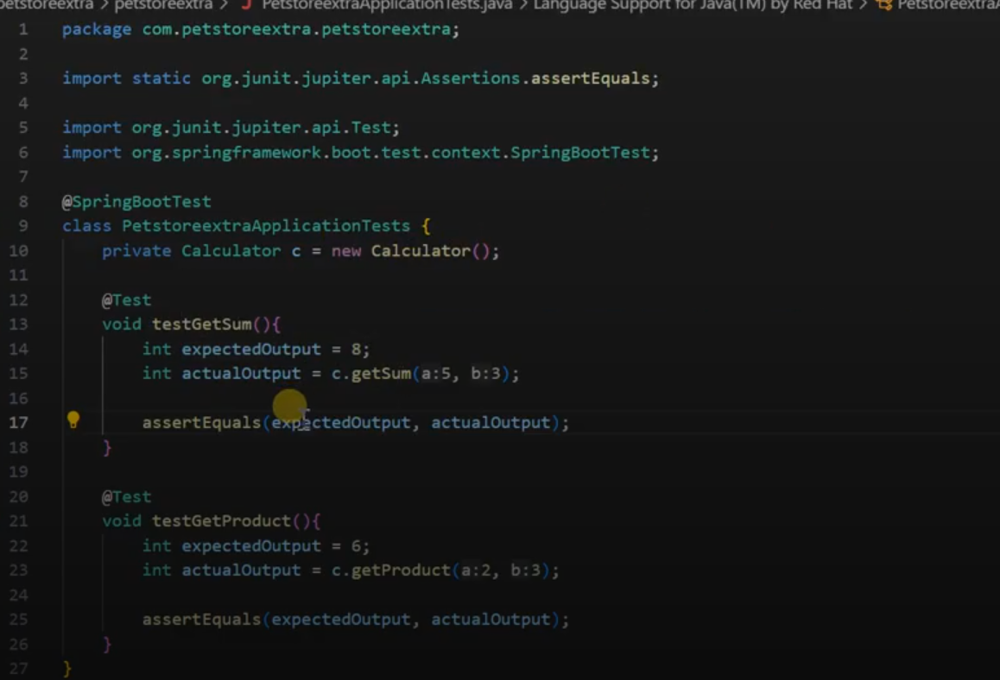 petstoreextra > petstoreextra > J PetstoreextraApplicationTests.java > Language Support for Java(TM) by Red Hat > PetstoreextraA
1 package com.petstoreextra.petstoreextra;
2
3 import static org.junit.jupiter.api.Assertions.assertEquals;
4
5 import org.junit.jupiter.api.Test;
6 import org.springframework.boot.test.context.SpringBootTest;
7
8 @SpringBootTest
9 class PetstoreextraApplicationTests {
10 private Calculator c = new Calculator();
11
12 @Test
13 void testGetSum(){
14 int expectedOutput = 8;
15 int actualOutput = c.getSum(a:5, b:3);
16
17 assertEquals(expectedOutput, actualOutput);
18 }
19
20 @Test
21 void testGetProduct(){
22 int expectedOutput = 6;
23 int actualOutput = c.getProduct(a:2, b:3);
24
25 assertEquals(expectedOutput, actualOutput);
26 }
27 }